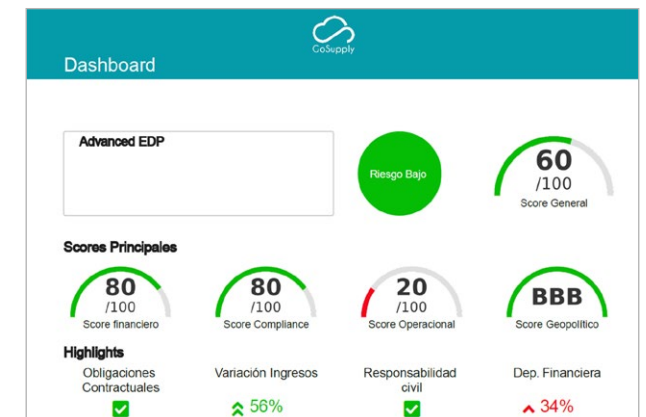 GoSupply
Dashboard
Advanced EDP
Riesgo Bajo
60
/100
Score General
Scores Principales
80
/100
Score financiero
80
/100
Score Compliance
20
/100
Score Operacional
BBB
Score Geopolítico
Highlights
Obligaciones
Contractuales
Variación Ingresos
56%
Responsabilidad
civil
Dep. Financiera
34%